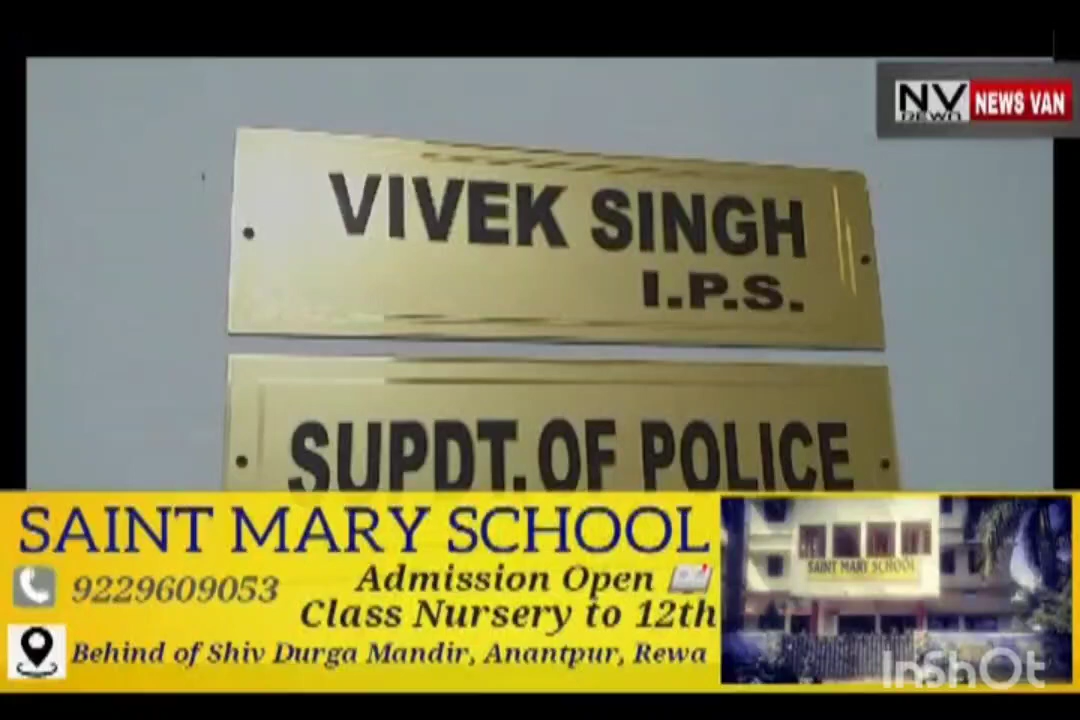 NV
REWA
NEWS VAN
VIVEK SINGH
I.P.S.
SUPDT. OF POLICE
SAINT MARY SCHOOL
9229609053
Admission Open
Class Nursery to 12th
Behind of Shiv Durga Mandir, Anantpur, Rewa
SAINT MARY SCHOOL
InShOt